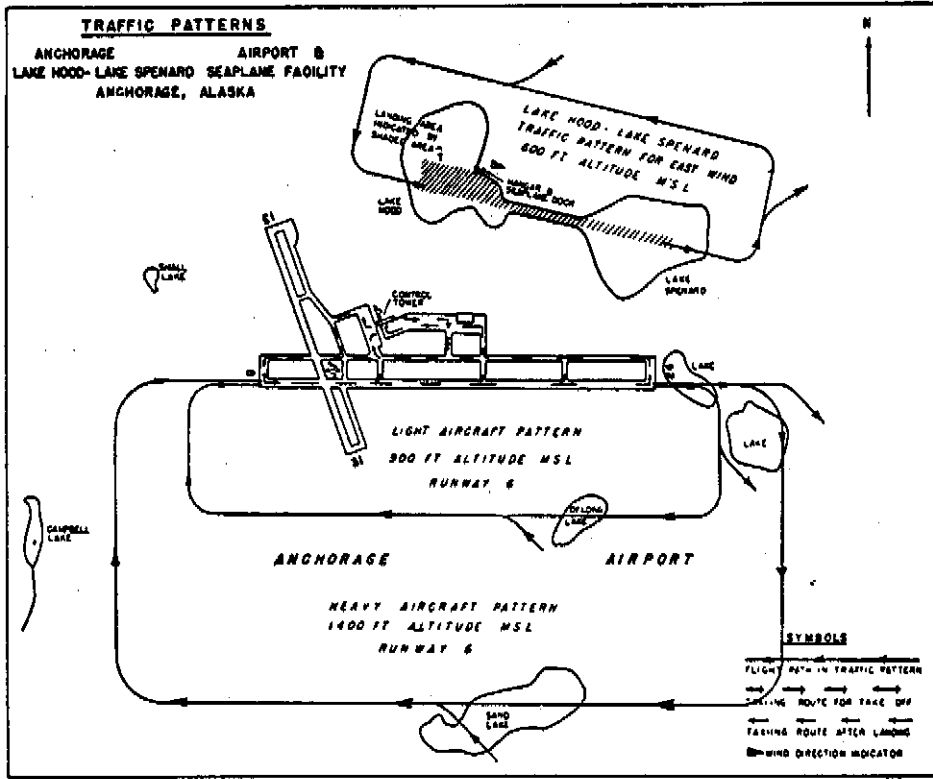 TRAFFIC PATTERNS
ANCHORAGE AIRPORT &
LAKE HOOD-LAKE SPENARD SEAPLANE FACILITY
ANCHORAGE, ALASKA
N
LANDING AREA
INDICATED BY
SHADED AREA
LAKE HOOD - LAKE SPENARD
TRAFFIC PATTERN FOR EAST WIND
600 FT ALTITUDE M'S L
HANGAR &
SEAPLANE DOCK
LAKE
HOOD
LAKE
SPENARD
SMALL
LAKE
CONTROL
TOWER
LAKE
LAKE
LIGHT AIRCRAFT PATTERN
900 FT ALTITUDE MSL
RUNWAY 6
DELONG
LAKE
CAMPBELL
LAKE
ANCHORAGE AIRPORT
HEAVY AIRCRAFT PATTERN
1400 FT ALTITUDE MSL
RUNWAY 6
SAND
LAKE
SYMBOLS
FLIGHT PATH IN TRAFFIC PATTERN
TAXIING ROUTE FOR TAKE OFF
TAXIING ROUTE AFTER LANDING
WIND DIRECTION INDICATOR